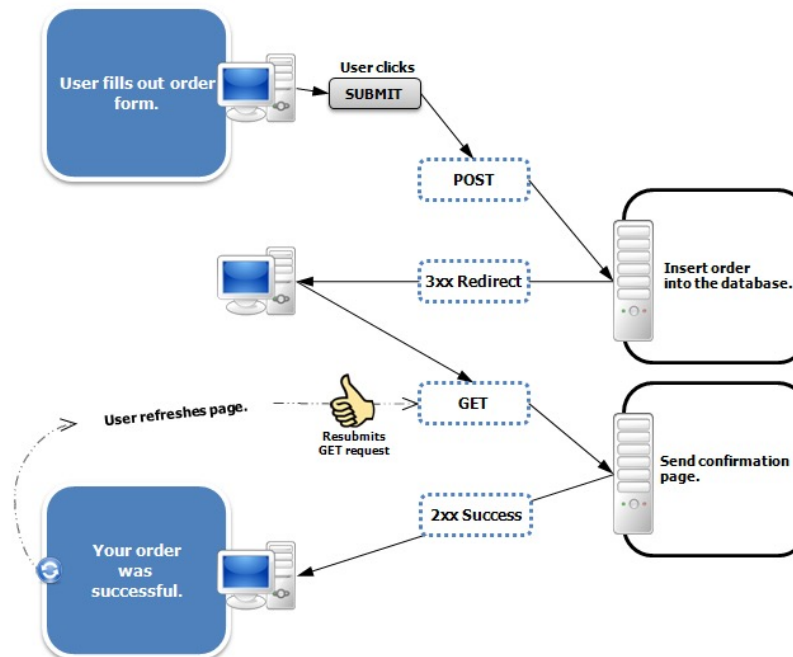 User fills out order
form.
User clicks
SUBMIT
POST
Insert order
into the database.
3xx Redirect
User refreshes page.
Resubmits
GET request
GET
Send confirmation
page.
2xx Success
Your order
was
successful.